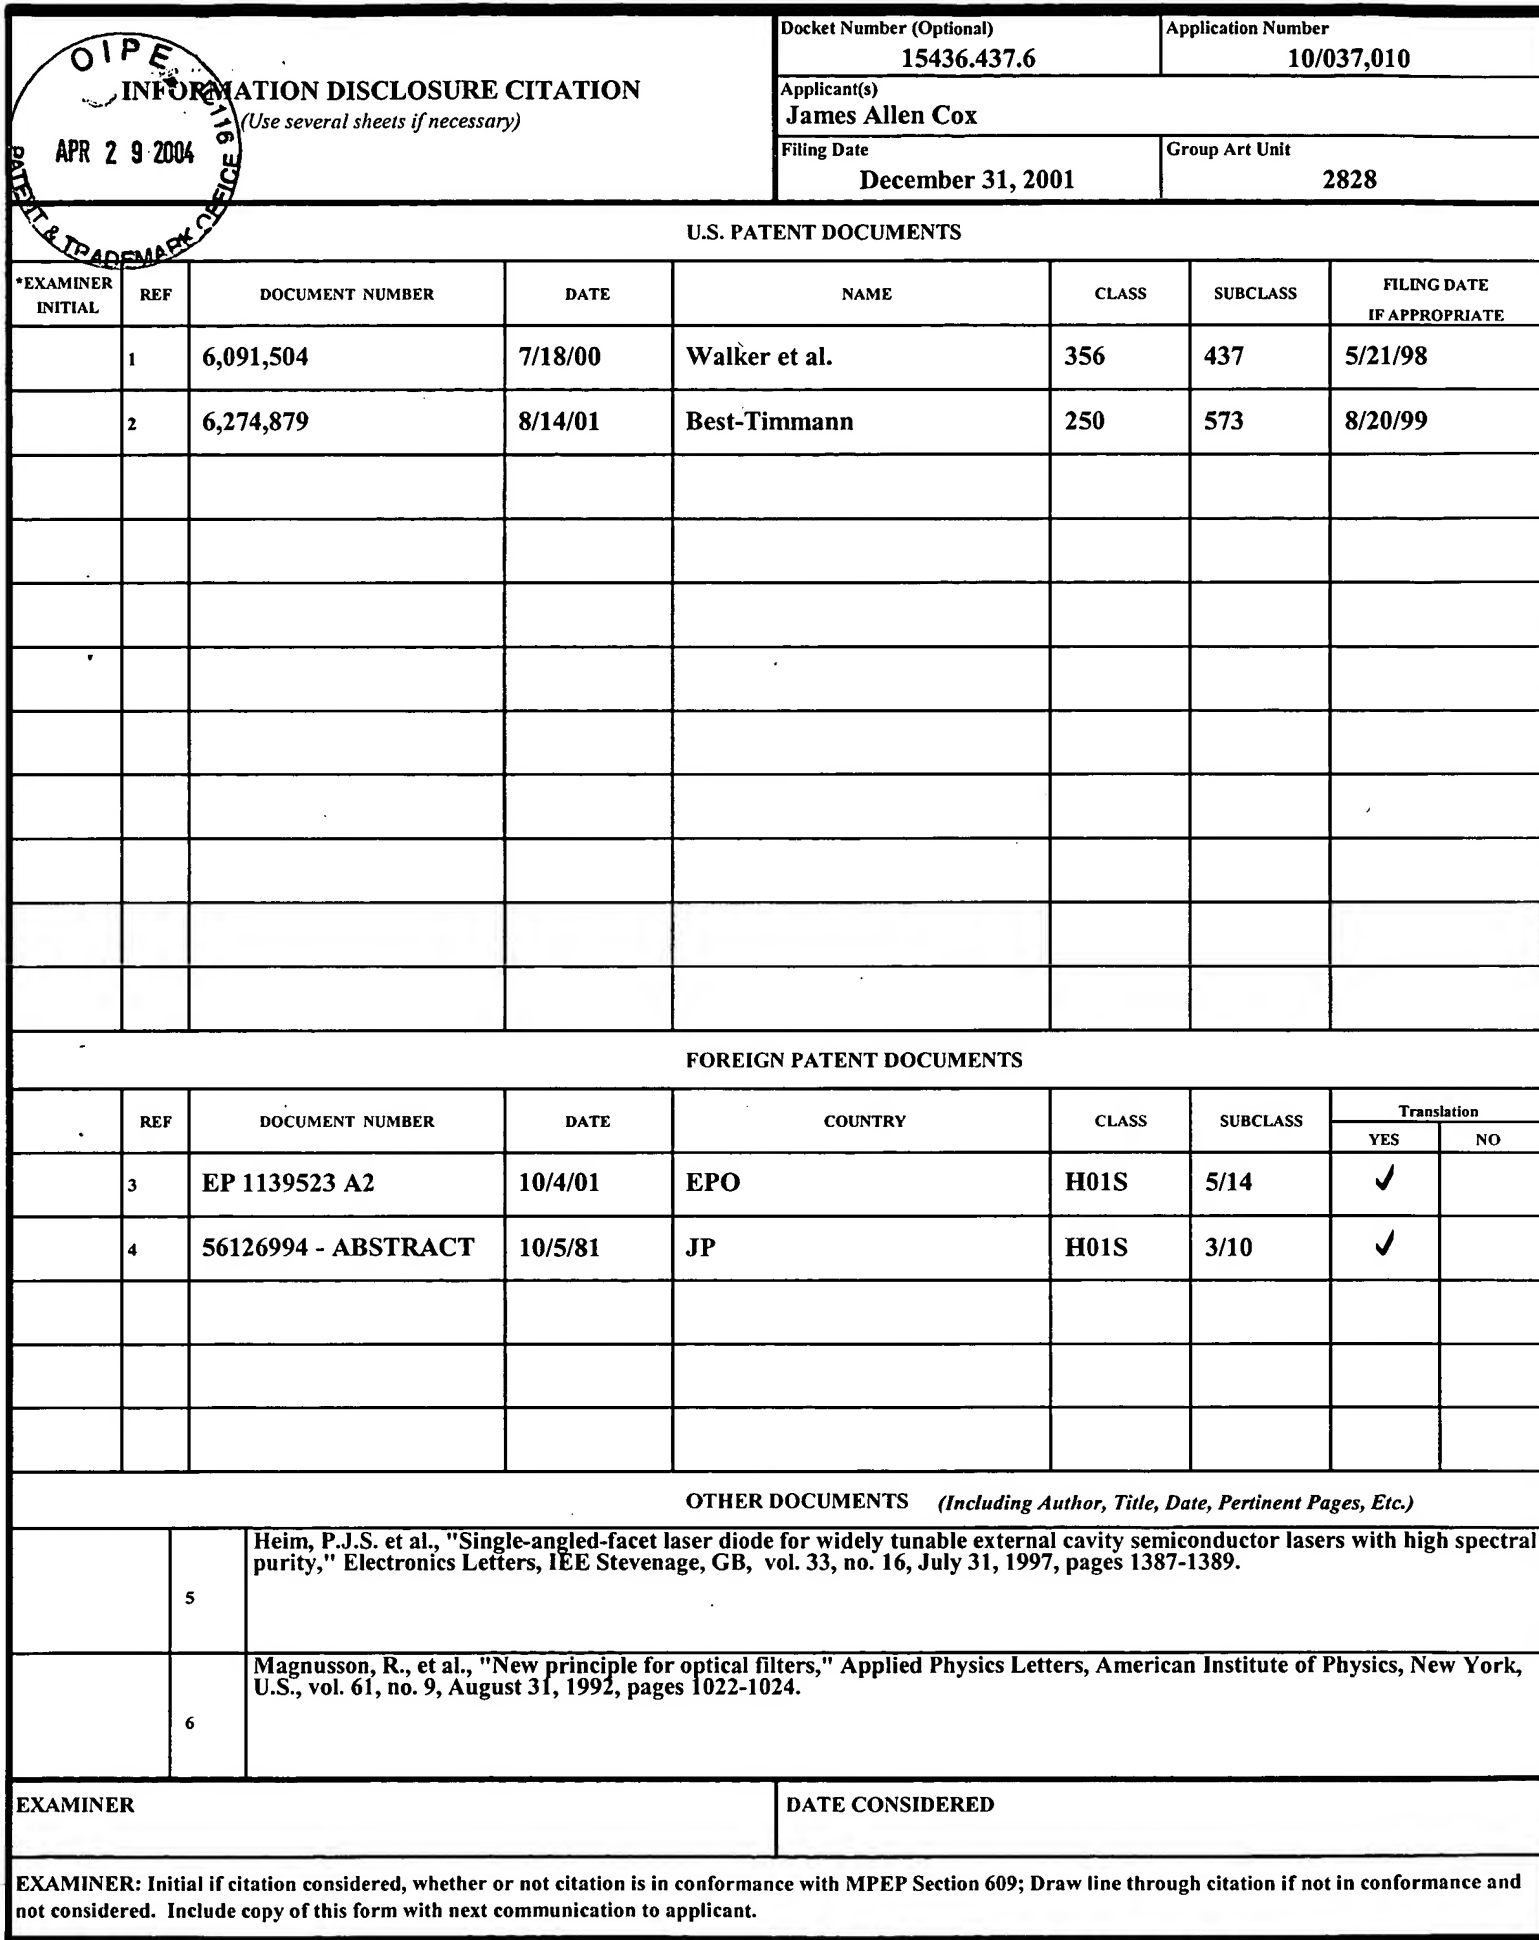 OIPE
APR 2 9 2004
PATENT & TRADEMARK OFFICE
INFORMATION DISCLOSURE CITATION
(Use several sheets if necessary)
Docket Number (Optional)
15436.437.6
Application Number
10/037,010
Applicant(s)
James Allen Cox
Filing Date
December 31, 2001
Group Art Unit
2828
U.S. PATENT DOCUMENTS
*EXAMINER INITIAL REF DOCUMENT NUMBER DATE NAME CLASS SUBCLASS FILING DATE IF APPROPRIATE
1 6,091,504 7/18/00 Walker et al. 356 437 5/21/98
2 6,274,879 8/14/01 Best-Timmann 250 573 8/20/99
FOREIGN PATENT DOCUMENTS
REF DOCUMENT NUMBER DATE COUNTRY CLASS SUBCLASS Translation
YES NO
3 EP 1139523 A2 10/4/01 EPO H01S 5/14 ✓
4 56126994 - ABSTRACT 10/5/81 JP H01S 3/10 ✓
OTHER DOCUMENTS (Including Author, Title, Date, Pertinent Pages, Etc.)
5
Heim, P.J.S. et al., "Single-angled-facet laser diode for widely tunable external cavity semiconductor lasers with high spectral
purity," Electronics Letters, IEE Stevenage, GB, vol. 33, no. 16, July 31, 1997, pages 1387-1389.
6
Magnusson, R., et al., "New principle for optical filters," Applied Physics Letters, American Institute of Physics, New York,
U.S., vol. 61, no. 9, August 31, 1992, pages 1022-1024.
EXAMINER
DATE CONSIDERED
EXAMINER: Initial if citation considered, whether or not citation is in conformance with MPEP Section 609; Draw line through citation if not in conformance and
not considered. Include copy of this form with next communication to applicant.